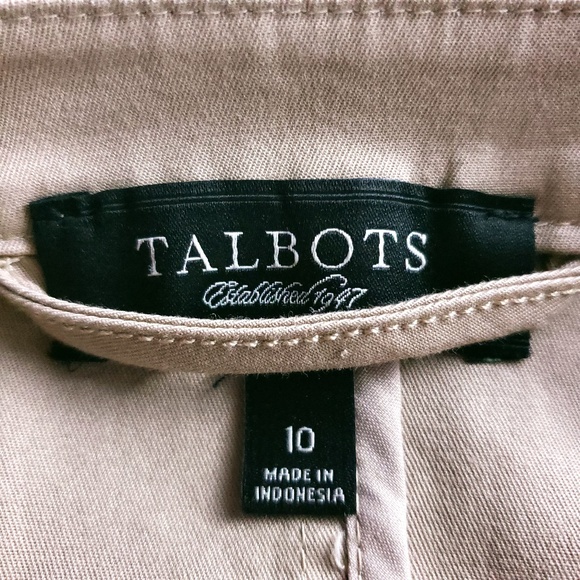 TALBOTS
Established 1947
10
MADE IN
INDONESIA